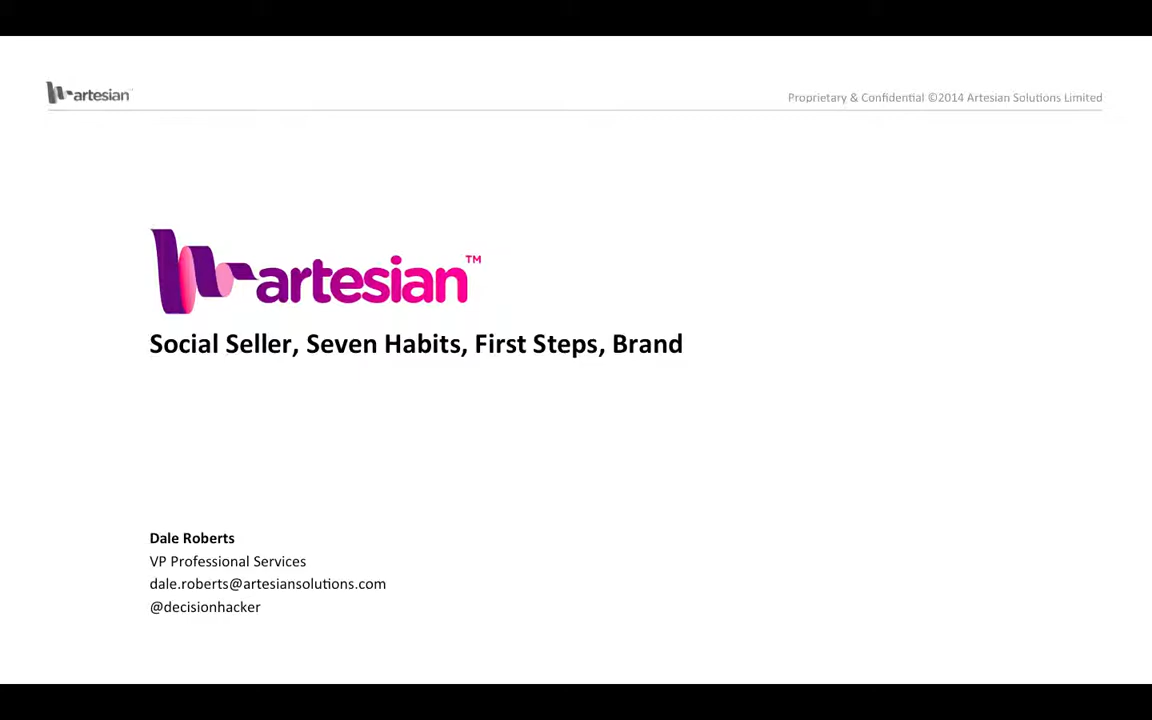 artesian
Proprietary & Confidential ©2014 Artesian Solutions Limited
artesian™
Social Seller, Seven Habits, First Steps, Brand
Dale Roberts
VP Professional Services
dale.roberts@artesiansolutions.com
@decisionhacker